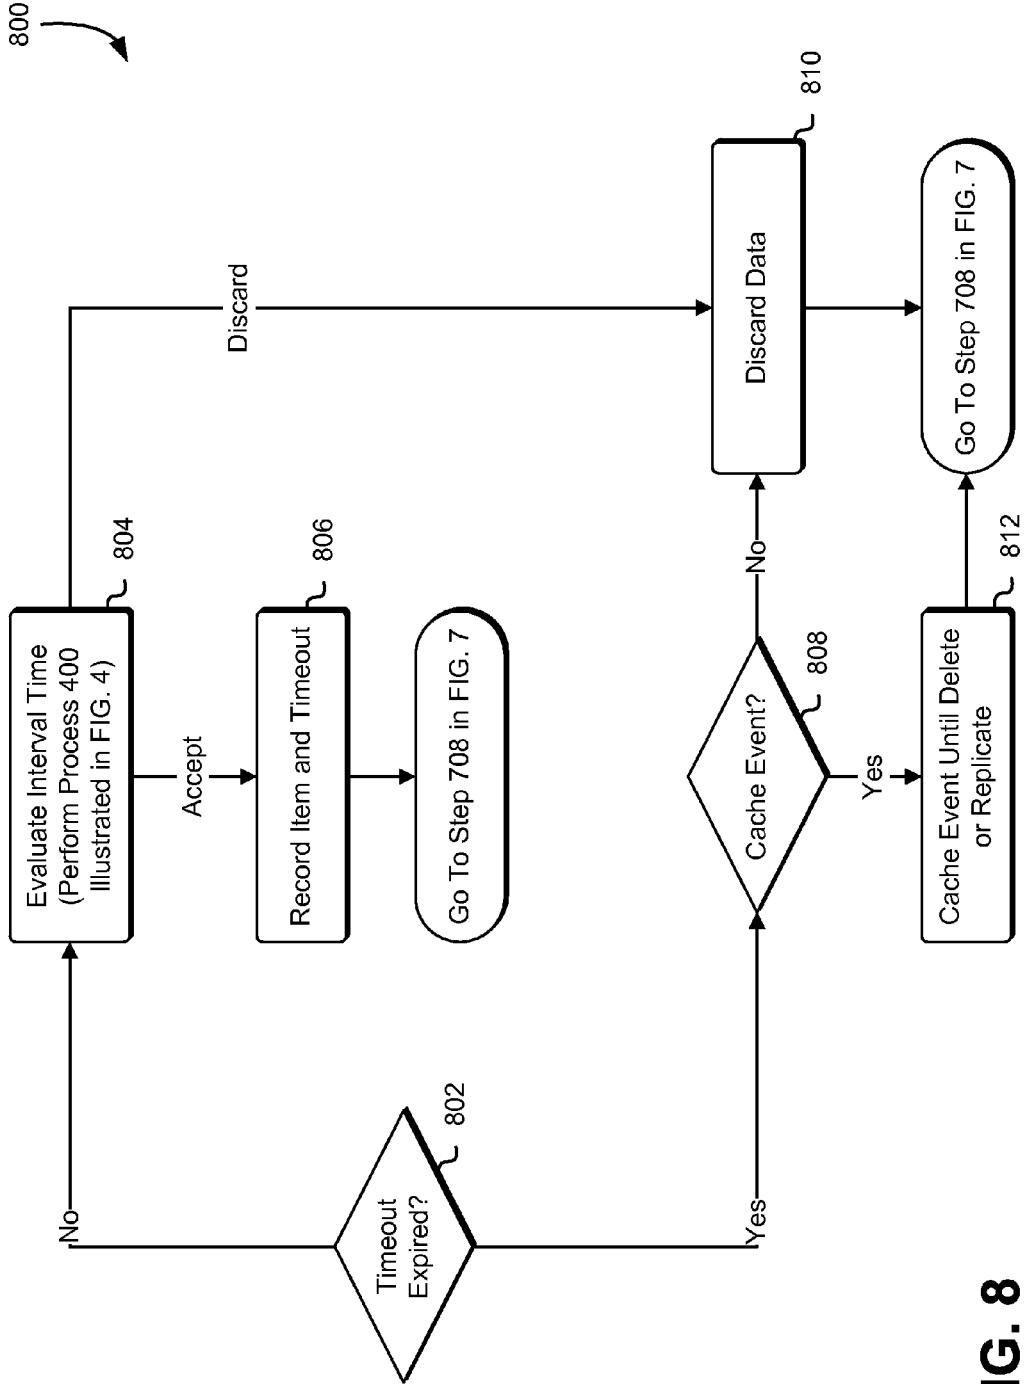 800
Timeout
Expired?
802
No
Yes
Evaluate Interval Time
(Perform Process 400
Illustrated in FIG. 4)
804
Accept
Discard
Record Item and Timeout
806
Go To Step 708 in FIG. 7
Cache Event?
808
No
Yes
Discard Data
810
Cache Event Until Delete
or Replicate
812
Go To Step 708 in FIG. 7
IG. 8